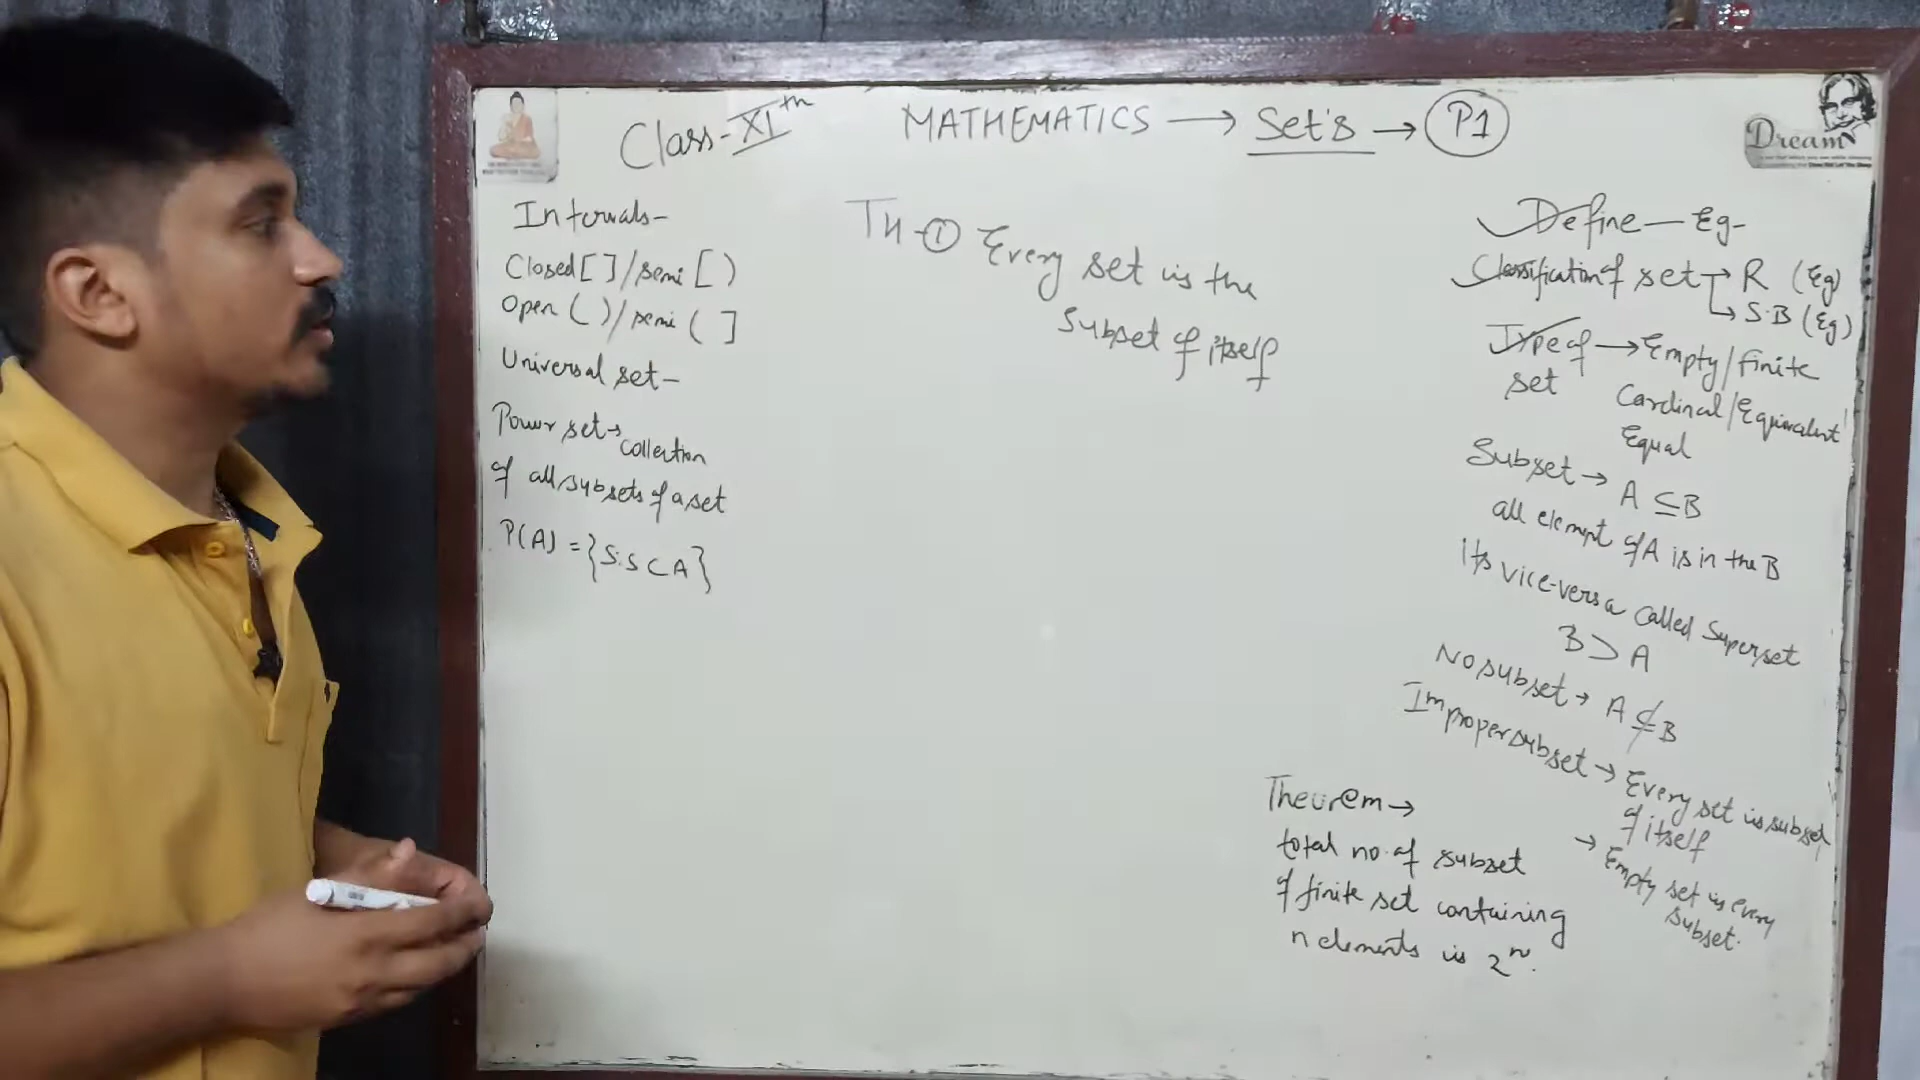 Class-XIth MATHEMATICS → Set's → P1
Dream
Intervals-
Closed [ ] / semi [ )
Open ( ) / semi ( ]
Universal set-
Power set → collection
of all subsets of a set
P(A) = {S:S⊂A}
Th-① Every set is the
Subset of itself
Define - Eg-
Classification of set → R (Eg)
↳ S.B (Eg)
Type of set → Empty/finite
Cardinal/Equivalent
Equal
Subset → A ⊆ B
all element of A is in the B
Its vice-versa called Superset
B ⊃ A
No subset → A ⊄ B
Improper subset → Every set is subset
of itself
→ Empty set is every
subset.
Theurem →
total no. of subset
of finite set containing
n elements is 2ⁿ.